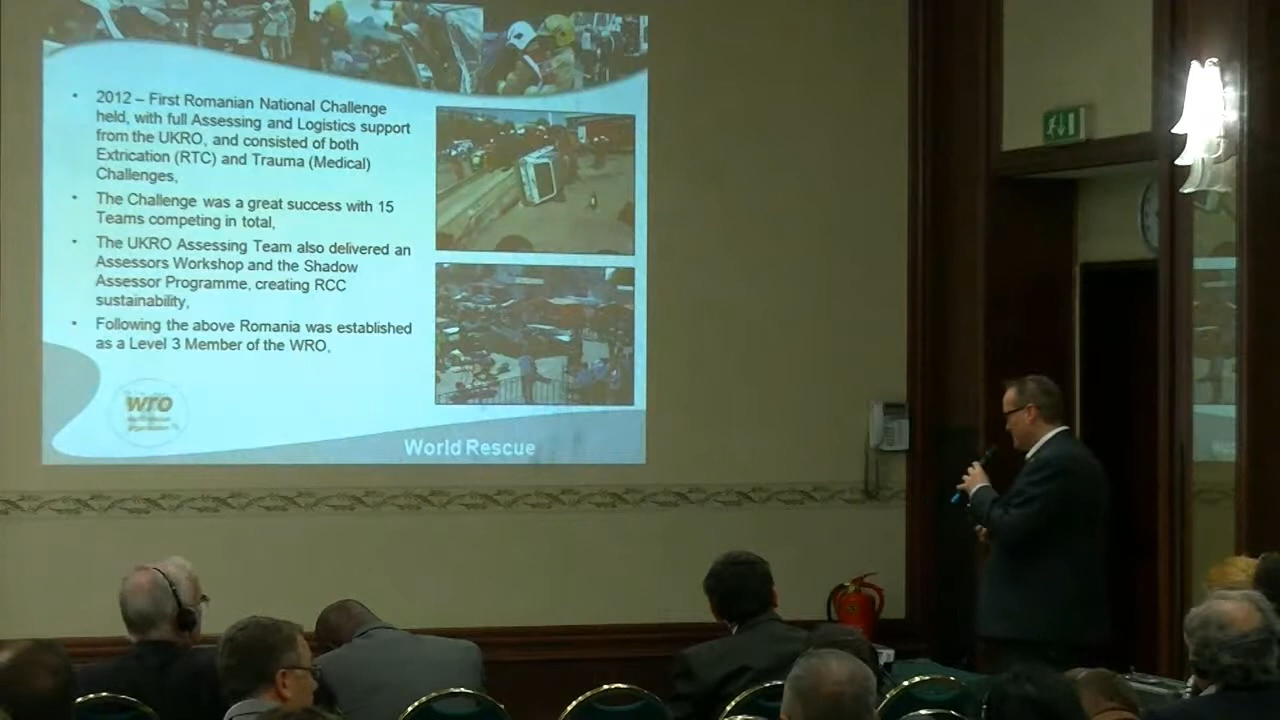 • 2012 – First Romanian National Challenge
held, with full Assessing and Logistics support
from the UKRO, and consisted of both
Extrication (RTC) and Trauma (Medical)
Challenges,
• The Challenge was a great success with 15
Teams competing in total,
• The UKRO Assessing Team also delivered an
Assessors Workshop and the Shadow
Assessor Programme, creating RCC
sustainability,
• Following the above Romania was established
as a Level 3 Member of the WRO,
wro
World Rescue